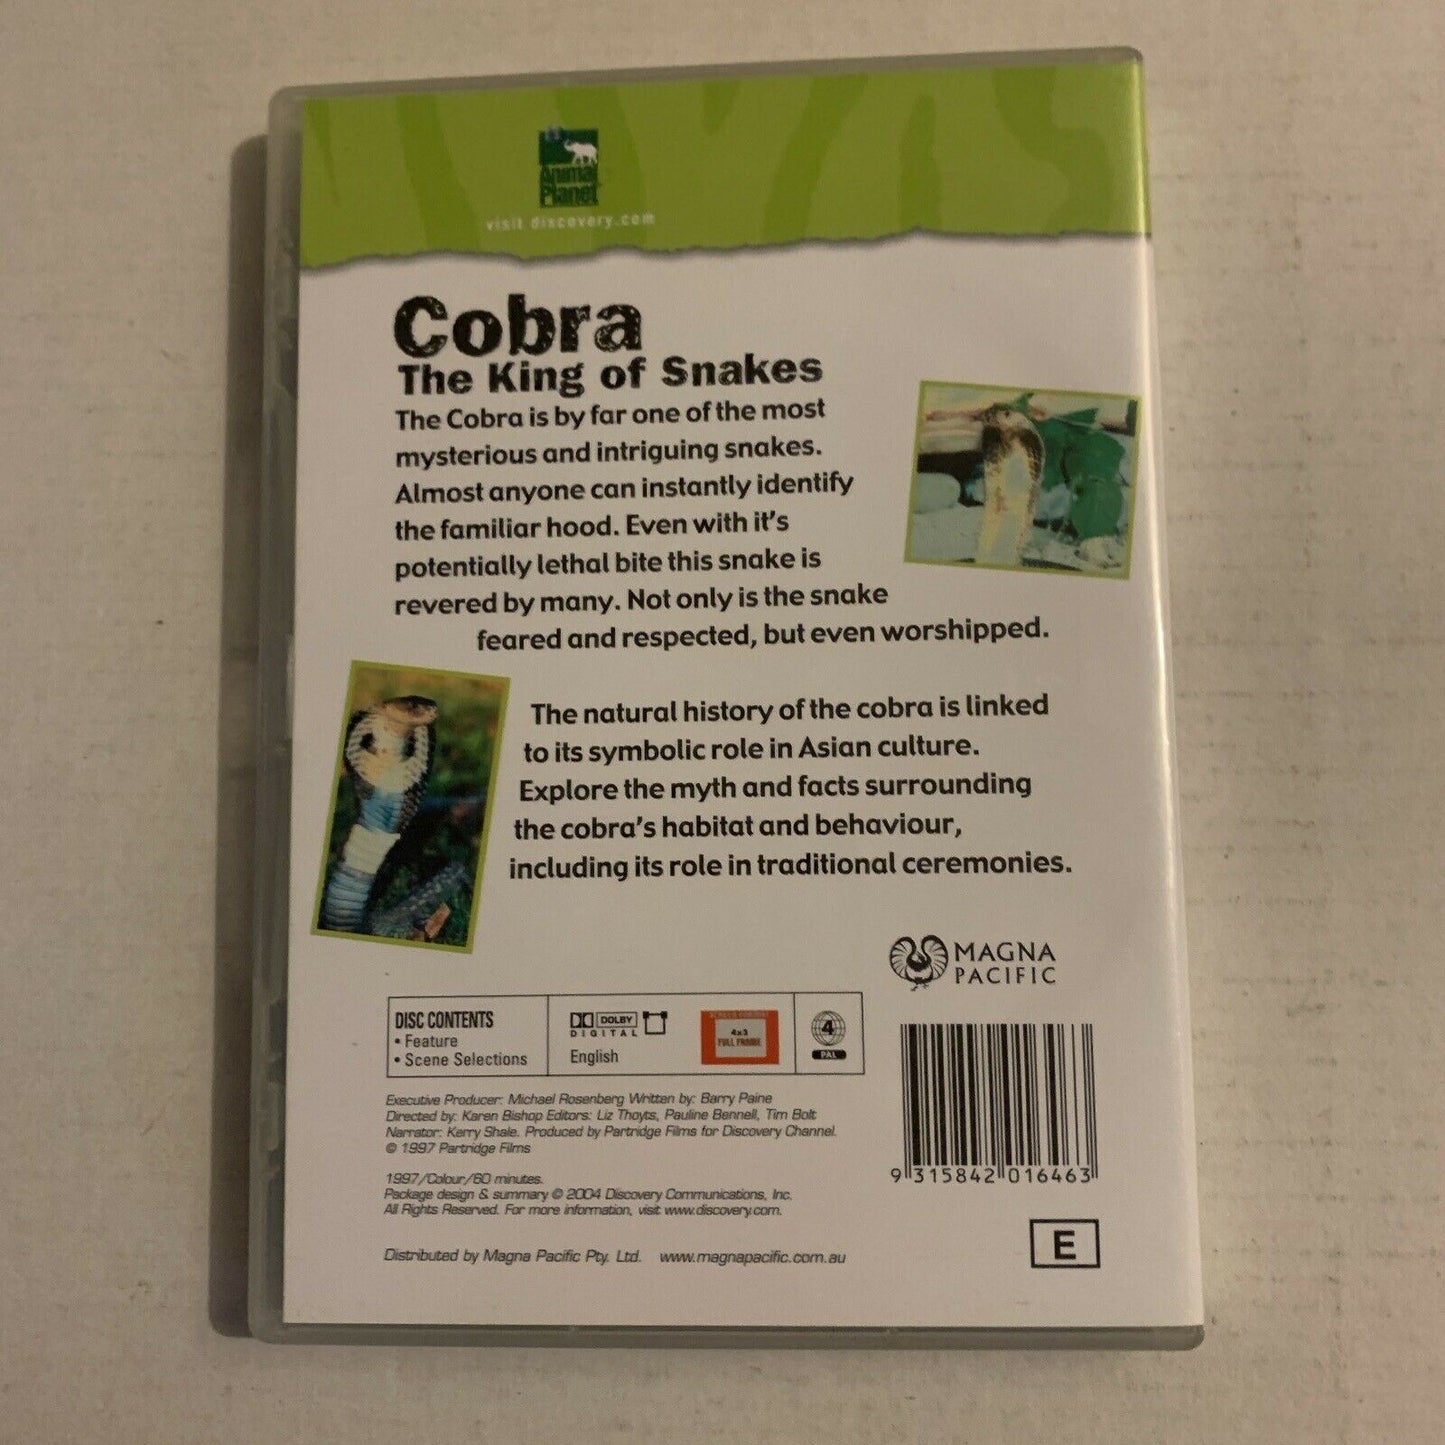 Animal
Planet
visit discovery.com
Cobra
The King of Snakes
The Cobra is by far one of the most
mysterious and intriguing snakes.
Almost anyone can instantly identify
the familiar hood. Even with it's
potentially lethal bite this snake is
revered by many. Not only is the snake
feared and respected, but even worshipped.
The natural history of the cobra is linked
to its symbolic role in Asian culture.
Explore the myth and facts surrounding
the cobra's habitat and behaviour,
including its role in traditional ceremonies.
MAGNA
PACIFIC
DISC CONTENTS
• Feature
• Scene Selections
DOLBY
DIGITAL
English
4x3
FULL FRAME
4
PAL
Executive Producer: Michael Rosenberg Written by: Barry Paine
Directed by: Karen Bishop Editors: Liz Thoyts, Pauline Bennell, Tim Bolt
Narrator: Kerry Shale. Produced by Partridge Films for Discovery Channel.
© 1997 Partridge Films
1997/Colour/60 minutes.
Package design & summary © 2004 Discovery Communications, Inc.
All Rights Reserved. For more information, visit www.discovery.com.
Distributed by Magna Pacific Pty. Ltd. www.magnapacific.com.au
9 315842 016463
E